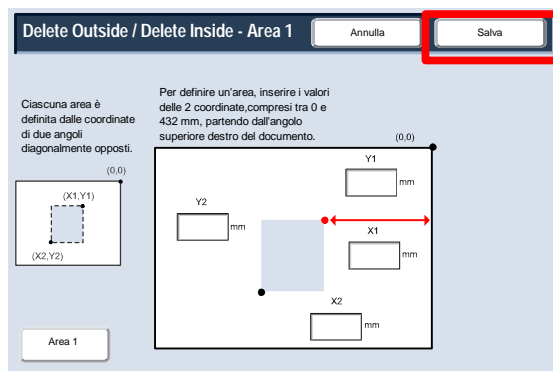 Delete Outside / Delete Inside - Area 1
Annulla
Salva
Ciascuna area è
definita dalle coordinate
di due angoli
diagonalmente opposti.
(0,0)
(X1,Y1)
(X2,Y2)
Area 1
Per definire un'area, inserire i valori
delle 2 coordinate,compresi tra 0 e
432 mm, partendo dall'angolo
superiore destro del documento.
(0,0)
Y1
mm
Y2
mm
X1
mm
X2
mm